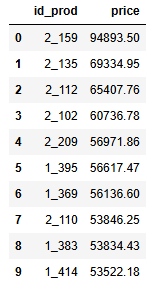 id_prod price
0 2_159 94893.50
1 2_135 69334.95
2 2_112 65407.76
3 2_102 60736.78
4 2_209 56971.86
5 1_395 56617.47
6 1_369 56136.60
7 2_110 53846.25
8 1_383 53834.43
9 1_414 53522.18